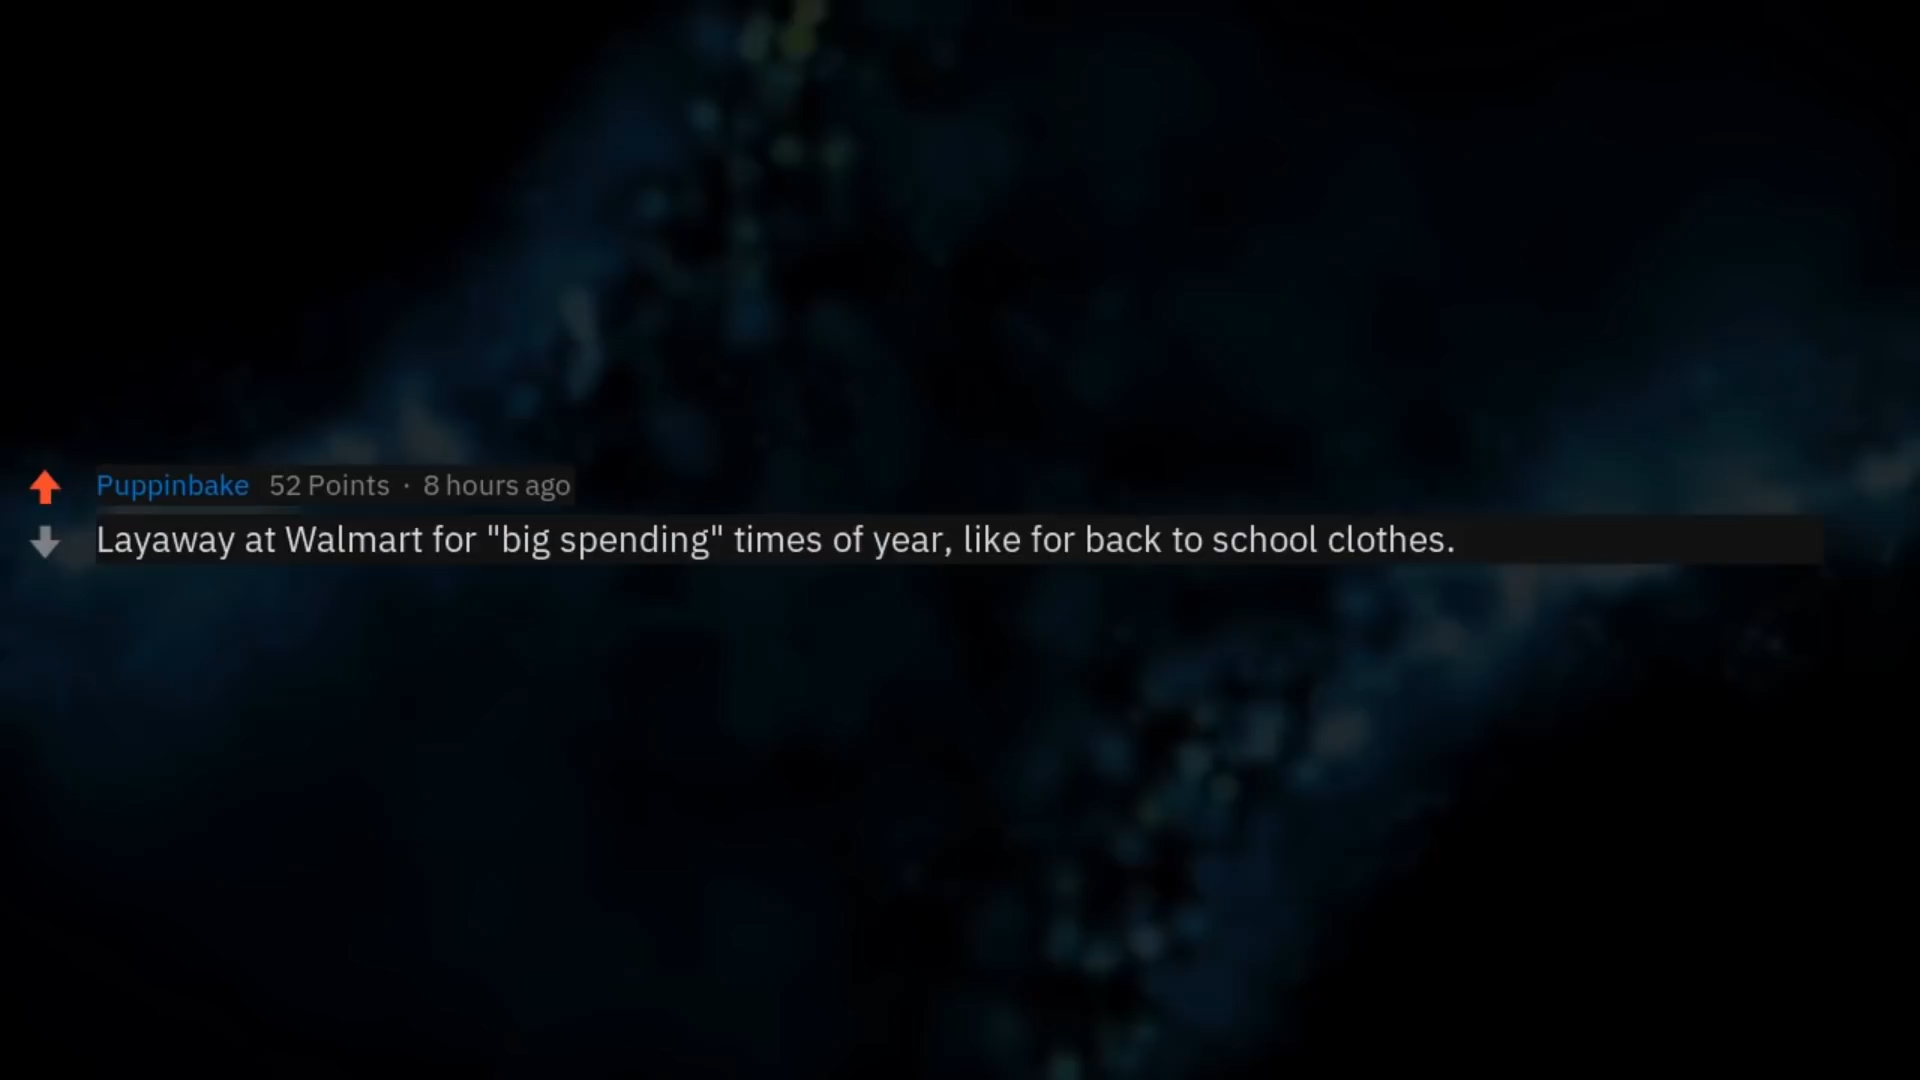 Puppinbake 52 Points · 8 hours ago
Layaway at Walmart for "big spending" times of year, like for back to school clothes.